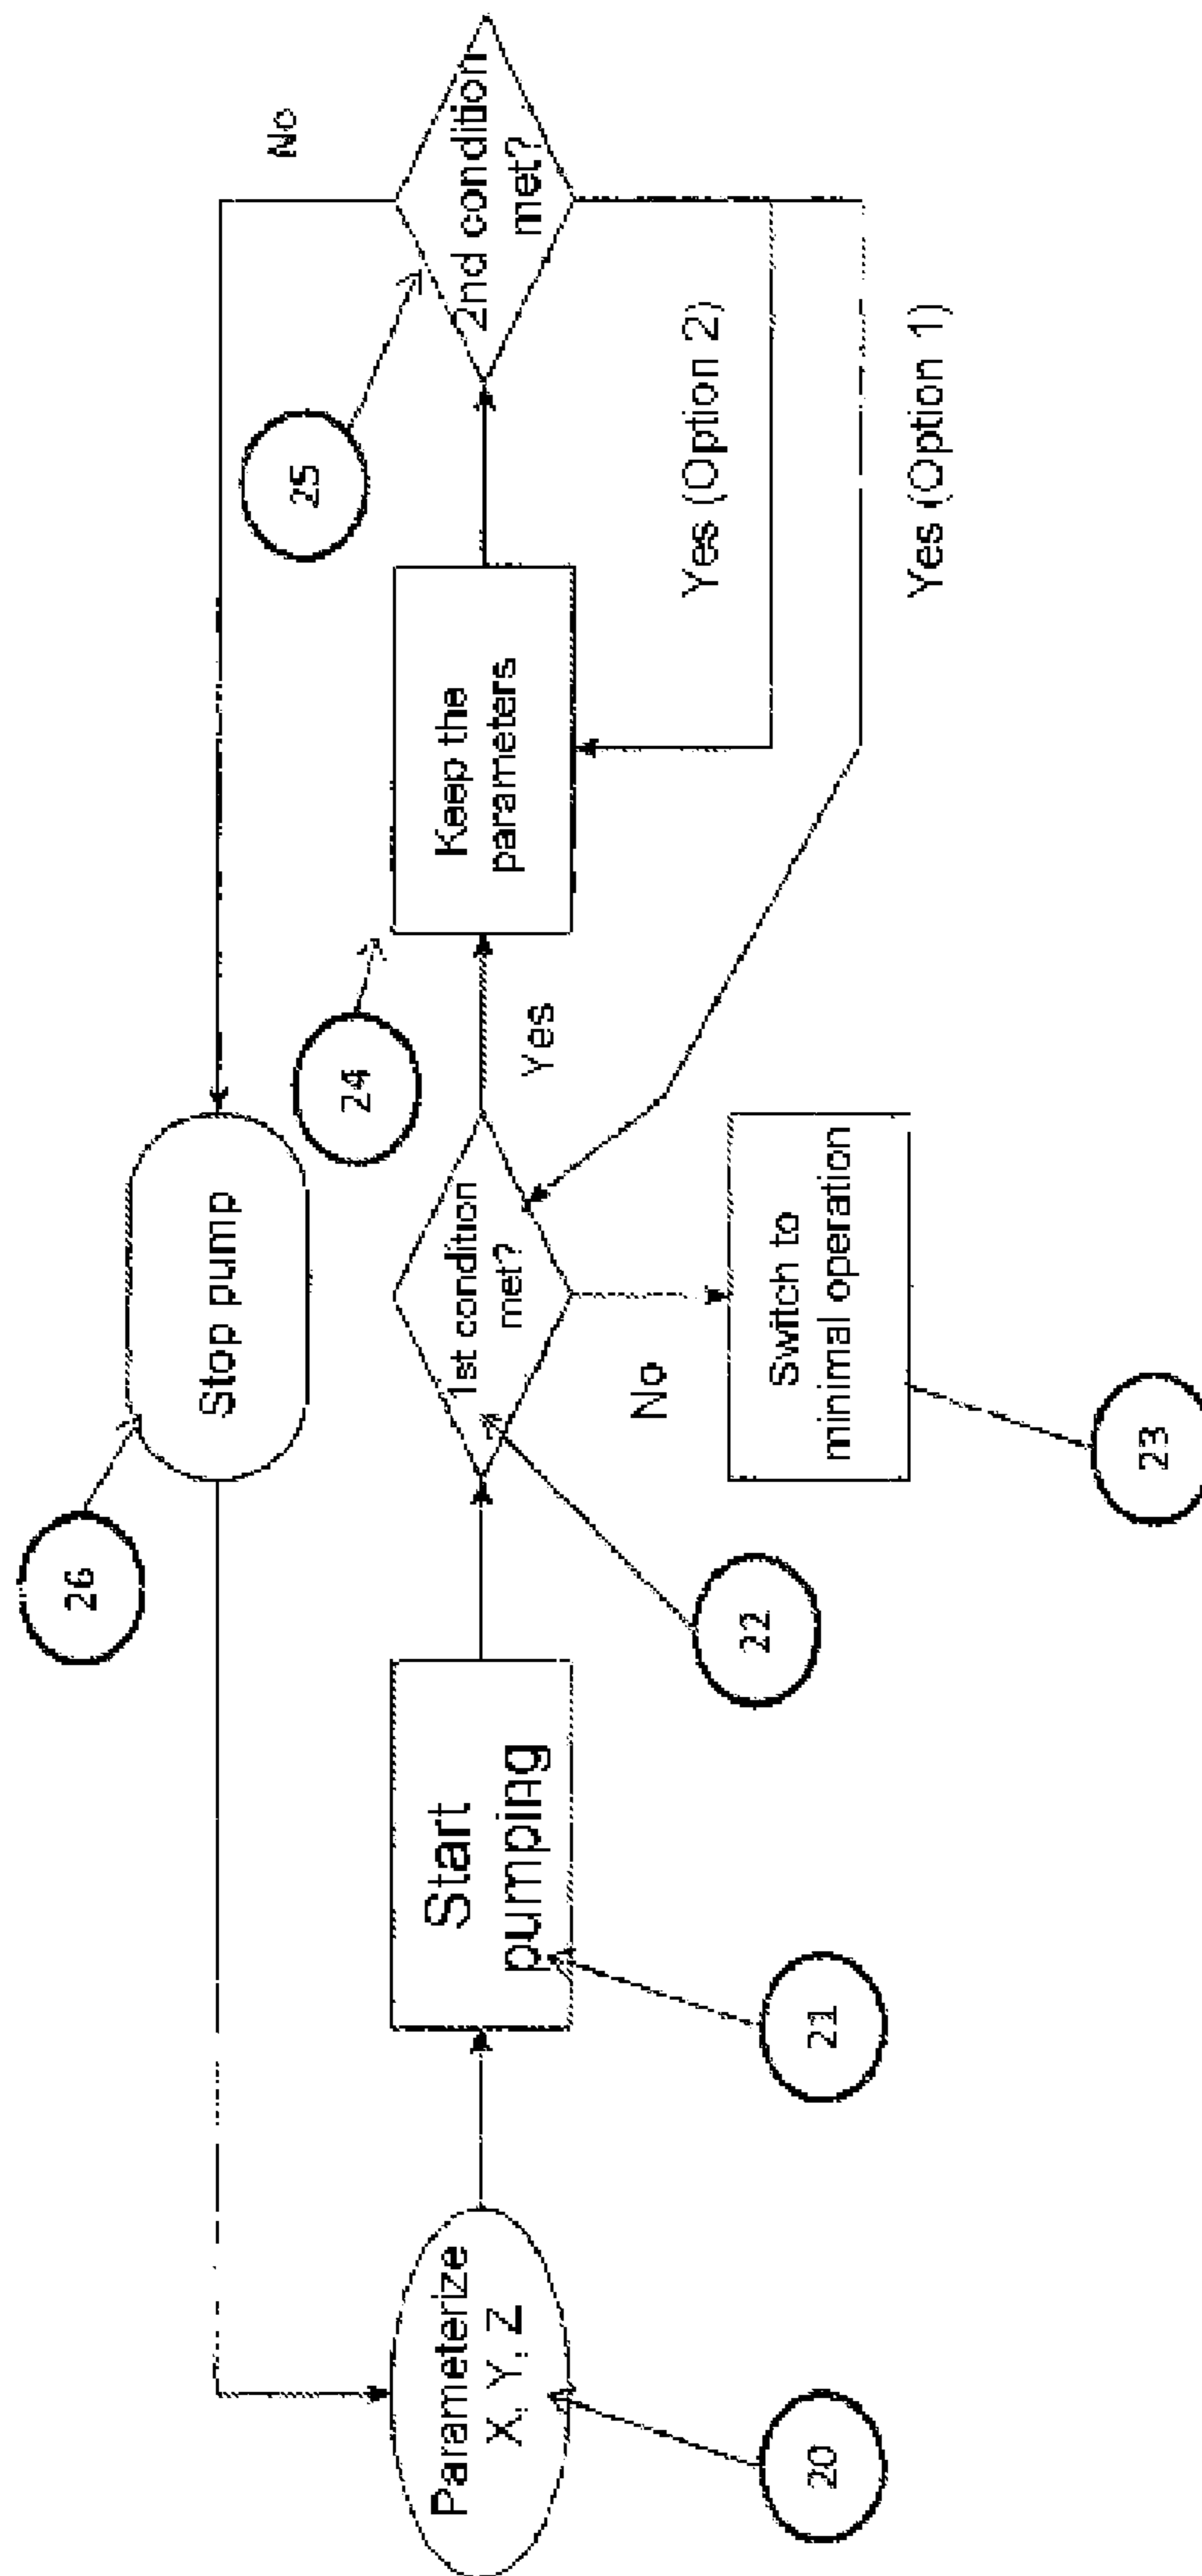 26
Stop pump
No
Parameterize
X, Y, Z
20
Start
pumping
21
1st condition
met?
22
No
Switch to
minimal operation
23
Yes
24
Keep the
parameters
25
2nd condition
met?
Yes (Option 2)
Yes (Option 1)